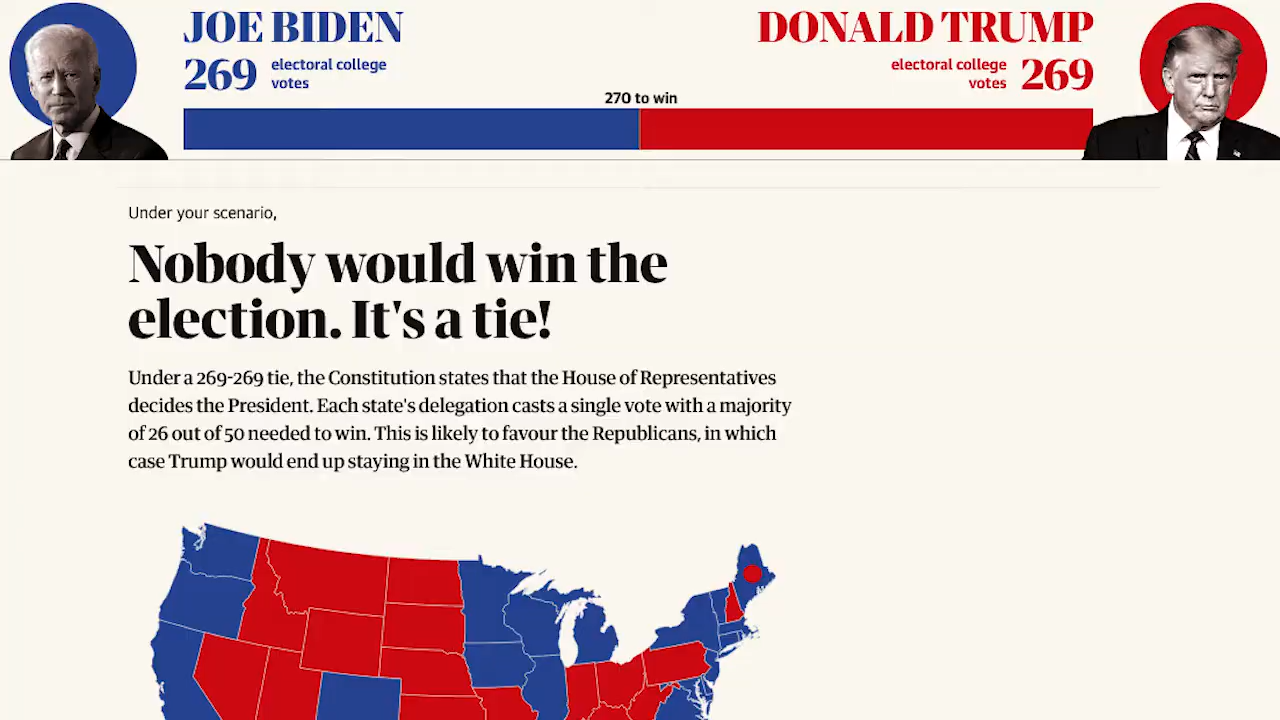 JOE BIDEN
269 electoral college
votes
DONALD TRUMP
electoral college 269
votes
270 to win
Under your scenario,
Nobody would win the
election. It's a tie!
Under a 269-269 tie, the Constitution states that the House of Representatives
decides the President. Each state's delegation casts a single vote with a majority
of 26 out of 50 needed to win. This is likely to favour the Republicans, in which
case Trump would end up staying in the White House.